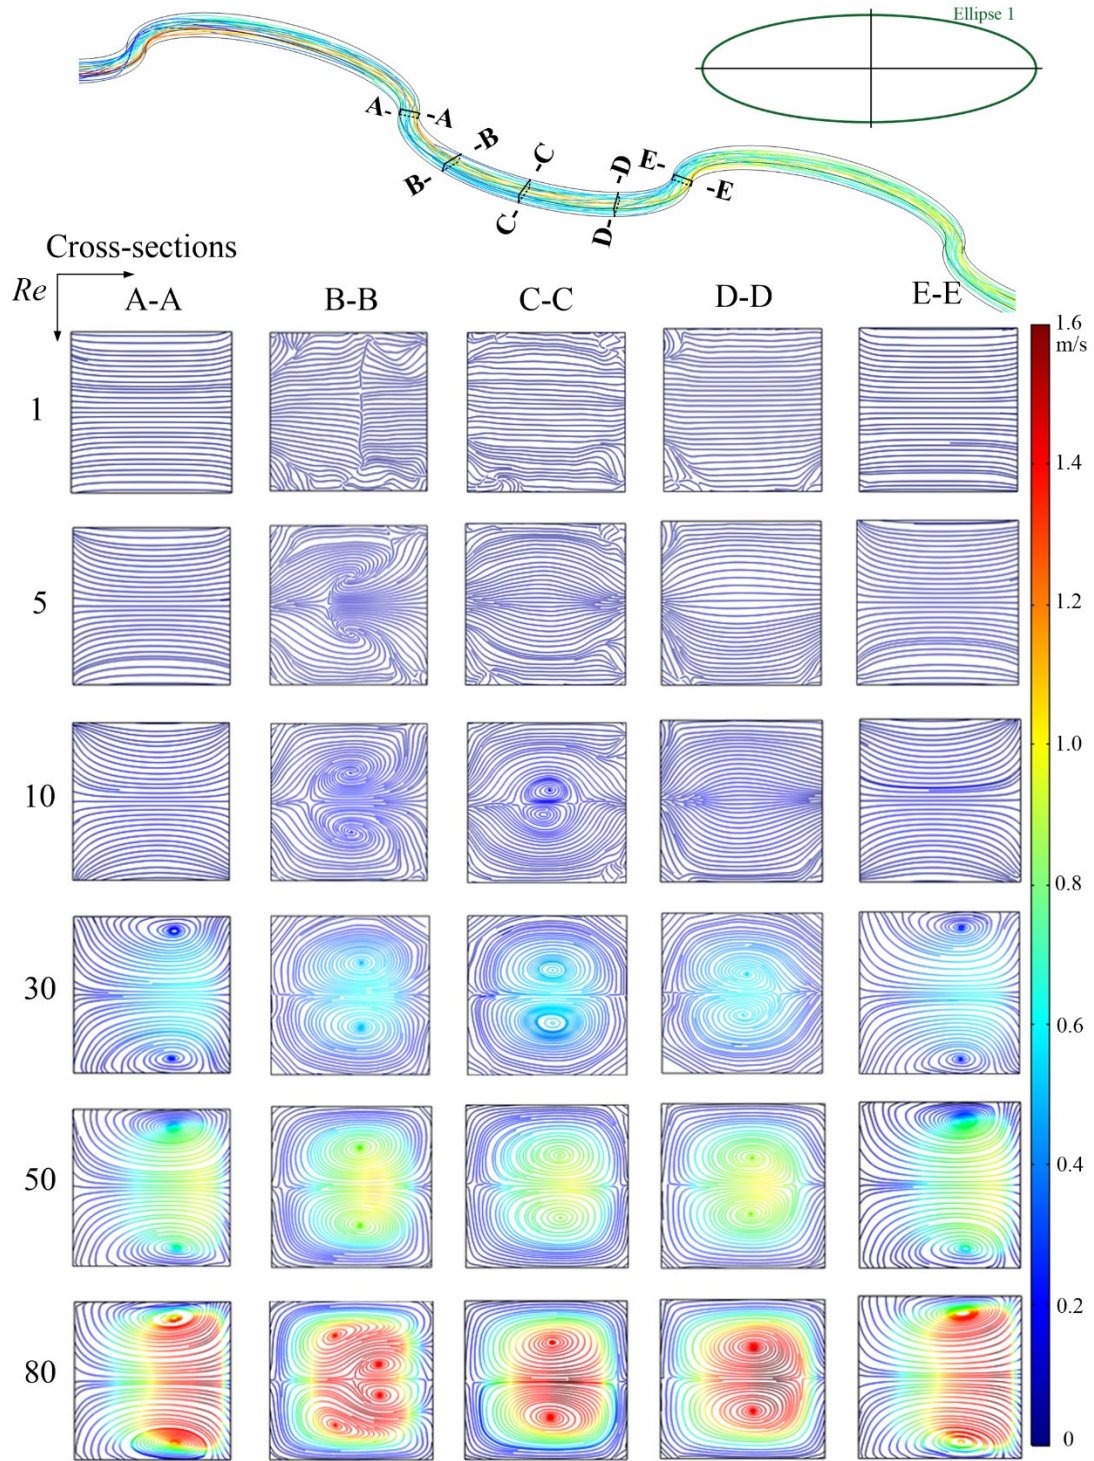 Ellipse 1
A-
-A
-B
B-
-C
C-
-D
D-
E-
-E
Cross-sections
Re
A-A
B-B
C-C
D-D
E-E
1.6
m/s
1
1.4
5
1.2
1.0
10
0.8
30
0.6
50
0.4
0.2
80
0